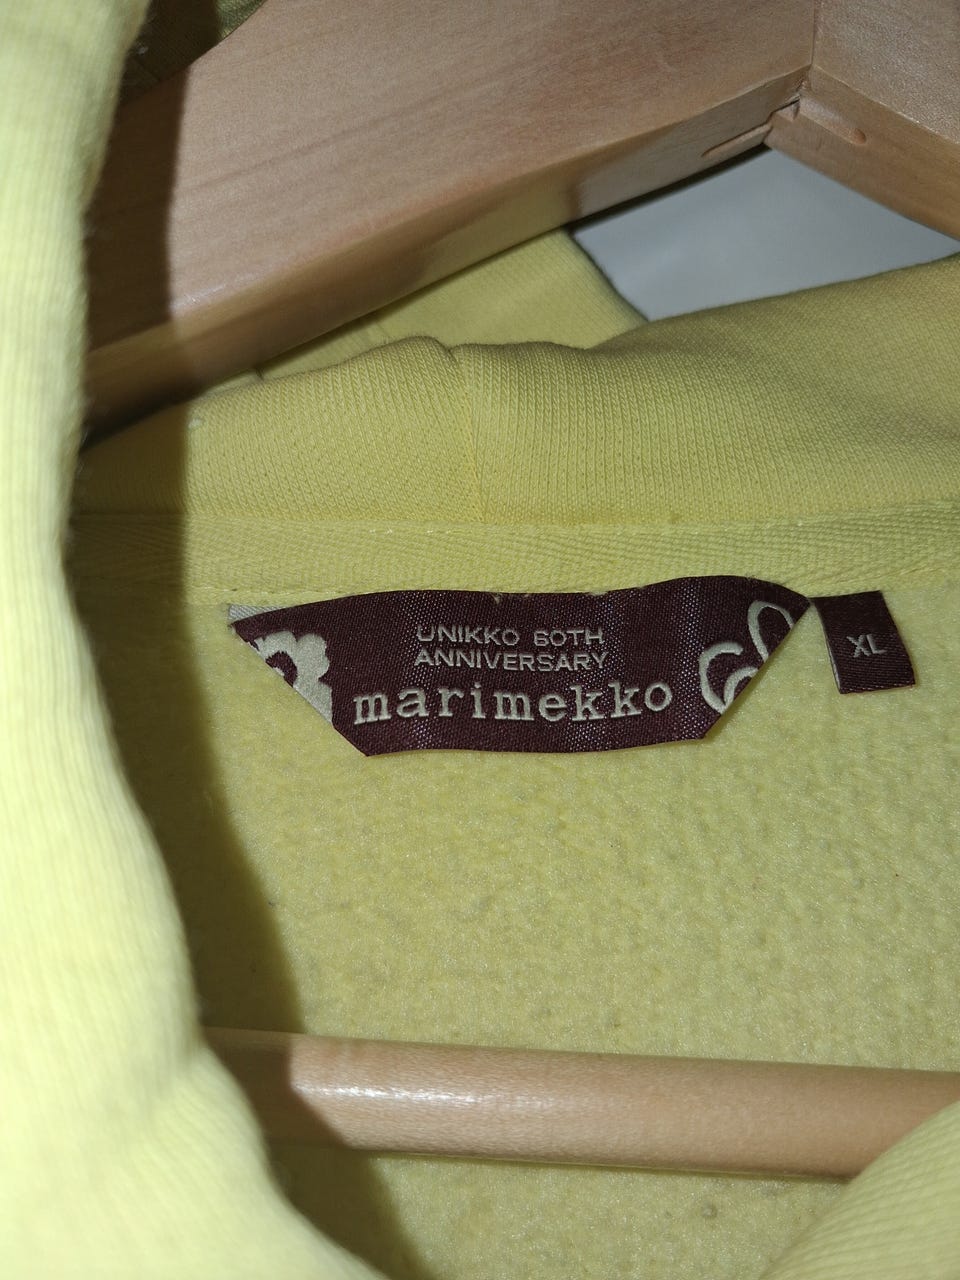 UNIKKO 60TH
ANNIVERSARY
marimekko
XL